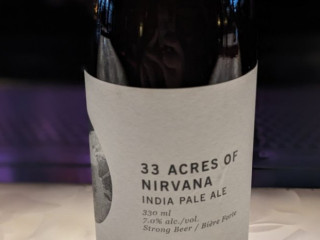 33 ACRES OF
NIRVANA
INDIA PALE ALE
330 ml
7.0% alc./vol.
Strong Beer / Bière Forte